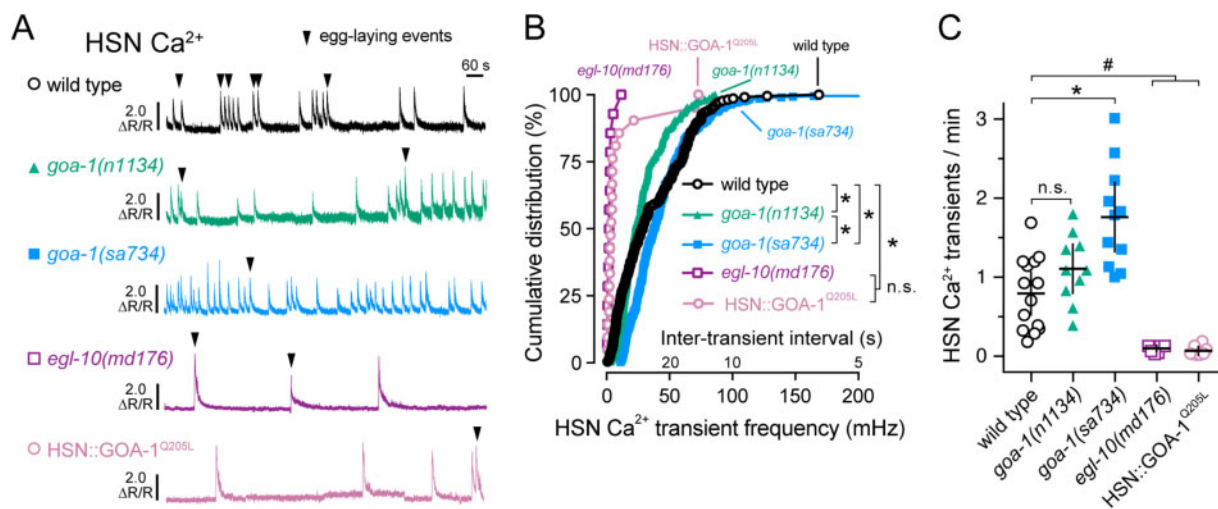 A
HSN Ca²⁺
egg-laying events
60 s
wild type
2.0
ΔR/R
goa-1(n1134)
2.0
ΔR/R
goa-1(sa734)
2.0
ΔR/R
egl-10(md176)
2.0
ΔR/R
HSN::GOA-1Q205L
2.0
ΔR/R
B
HSN::GOA-1Q205L
wild type
egl-10(md176)
goa-1(n1134)
goa-1(sa734)
Cumulative distribution (%)
100
75
50
25
0
wild type
goa-1(n1134)
goa-1(sa734)
egl-10(md176)
HSN::GOA-1Q205L
*
*
*
*
n.s.
Inter-transient interval (s)
20 10 5
0 50 100 150 200
HSN Ca²⁺ transient frequency (mHz)
C
#
*
n.s.
HSN Ca²⁺ transients / min
3
2
1
0
wild type
goa-1(n1134)
goa-1(sa734)
egl-10(md176)
HSN::GOA-1Q205L